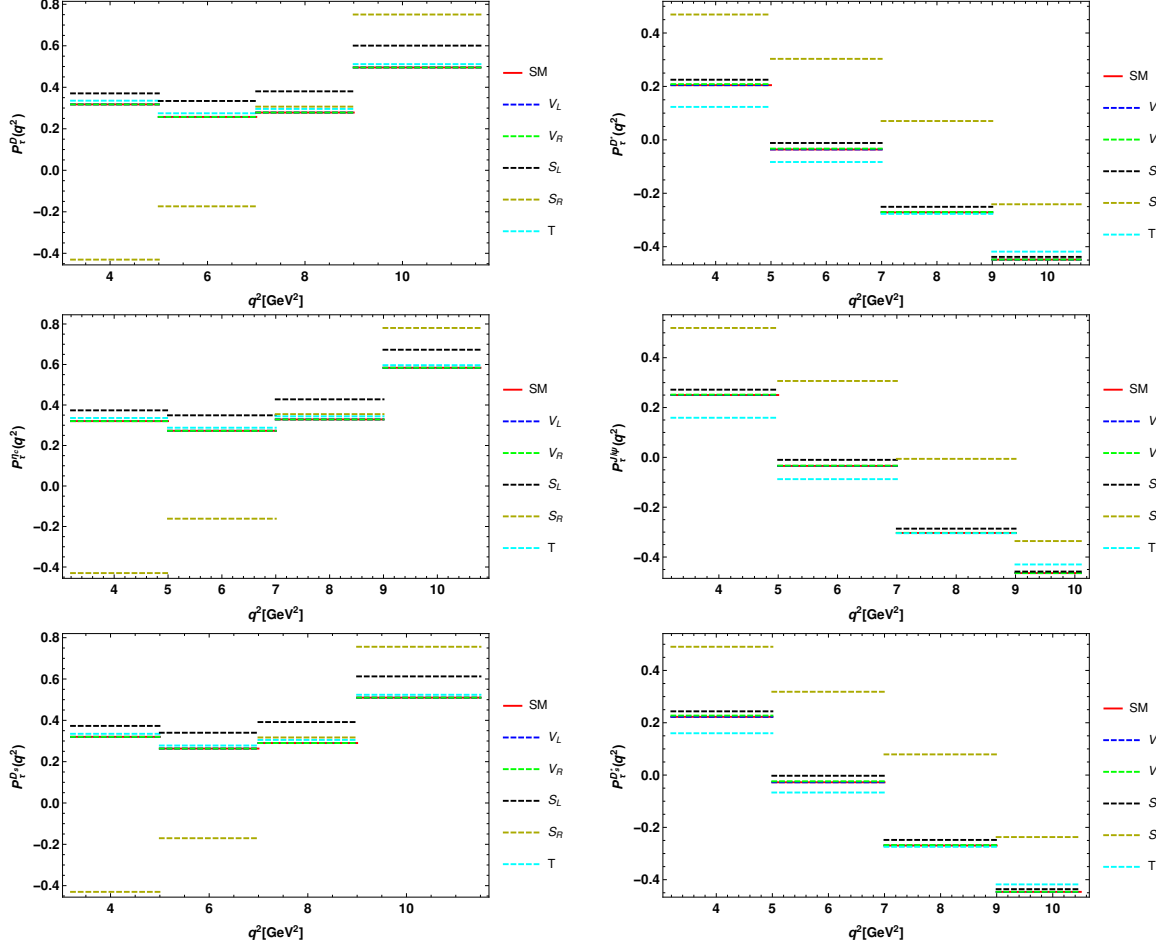 0.8
0.6
0.4
0.2
0.0
−0.2
−0.4
4
6
8
10
P_τ^D(q²)
q²[GeV²]
SM
V_L
V_R
S_L
S_R
T
0.4
0.2
0.0
−0.2
−0.4
4
5
6
7
8
9
10
P_τ^{D*}(q²)
q²[GeV²]
SM
V
V
S
S
T
0.8
0.6
0.4
0.2
0.0
−0.2
−0.4
4
5
6
7
8
9
10
P_τ^{η_c}(q²)
q²[GeV²]
SM
V_L
V_R
S_L
S_R
T
0.4
0.2
0.0
−0.2
−0.4
4
5
6
7
8
9
10
P_τ^{J/ψ}(q²)
q²[GeV²]
SM
V
V
S
S
T
0.8
0.6
0.4
0.2
0.0
−0.2
−0.4
4
6
8
10
P_τ^{D_s}(q²)
q²[GeV²]
SM
V_L
V_R
S_L
S_R
T
0.4
0.2
0.0
−0.2
−0.4
4
5
6
7
8
9
10
P_τ^{D_s*}(q²)
q²[GeV²]
SM
V
V
S
S
T